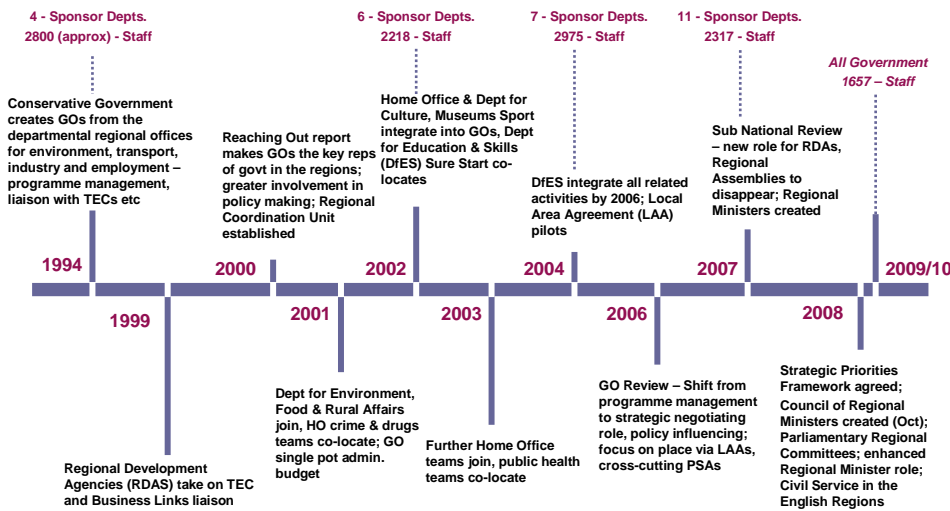 4 - Sponsor Depts.
2800 (approx) - Staff
6 - Sponsor Depts.
2218 - Staff
7 - Sponsor Depts.
2975 - Staff
11 - Sponsor Depts.
2317 - Staff
All Government
1657 – Staff
Conservative Government
creates GOs from the
departmental regional offices
for environment, transport,
industry and employment –
programme management,
liaison with TECs etc
Reaching Out report
makes GOs the key reps
of govt in the regions;
greater involvement in
policy making; Regional
Coordination Unit
established
Home Office & Dept for
Culture, Museums Sport
integrate into GOs, Dept
for Education & Skills
(DfES) Sure Start co-
locates
DfES integrate all related
activities by 2006; Local
Area Agreement (LAA)
pilots
Sub National Review
– new role for RDAs,
Regional
Assemblies to
disappear; Regional
Ministers created
1994
2000
2002
2004
2007
2009/10
1999
2001
2003
2006
2008
Regional Development
Agencies (RDAS) take on TEC
and Business Links liaison
Dept for Environment,
Food & Rural Affairs
join, HO crime & drugs
teams co-locate; GO
single pot admin.
budget
Further Home Office
teams join, public health
teams co-locate
GO Review – Shift from
programme management
to strategic negotiating
role, policy influencing;
focus on place via LAAs,
cross-cutting PSAs
Strategic Priorities
Framework agreed;
Council of Regional
Ministers created (Oct);
Parliamentary Regional
Committees; enhanced
Regional Minister role;
Civil Service in the
English Regions